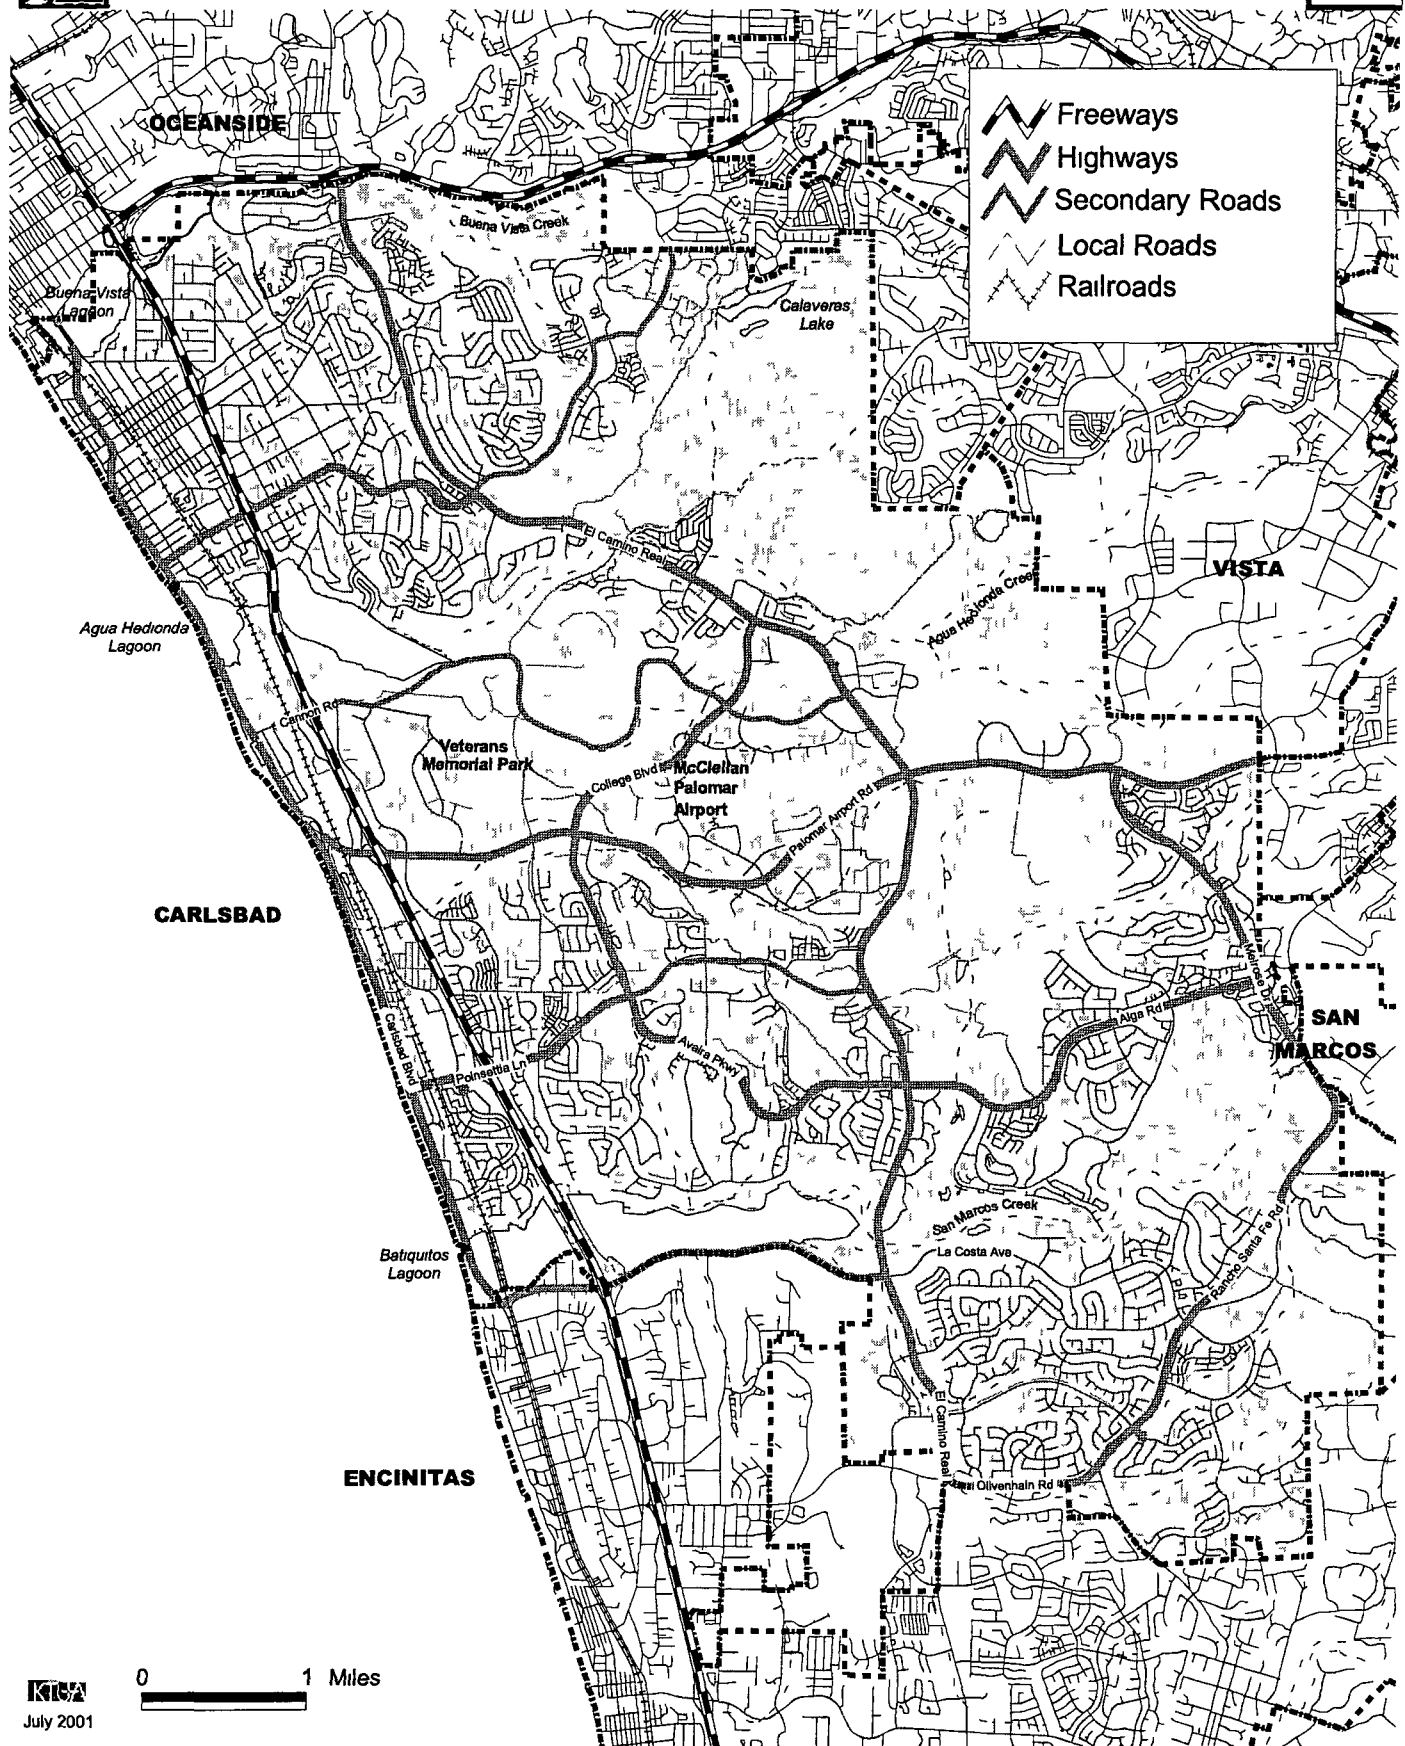 OCEANSIDE
Freeways
Highways
Secondary Roads
Local Roads
Railroads
Buena Vista Creek
Buena Vista
Lagoon
Calaveras
Lake
El Camino Real
VISTA
Agua Hedionda Creek
Agua Hedionda
Lagoon
Cannon Rd
Veterans
Memorial Park
College Blvd
McClellan
Palomar
Airport
Palomar Airport Rd
CARLSBAD
Melrose Dr
Carlsbad Blvd
Alga Rd
SAN
MARCOS
Poinsettia Ln
Avaira Pkwy
San Marcos Creek
La Costa Ave
Rancho Santa Fe Rd
Batiquitos
Lagoon
El Camino Real
Olivenhain Rd
ENCINITAS
0 1 Miles
KTUA
July 2001